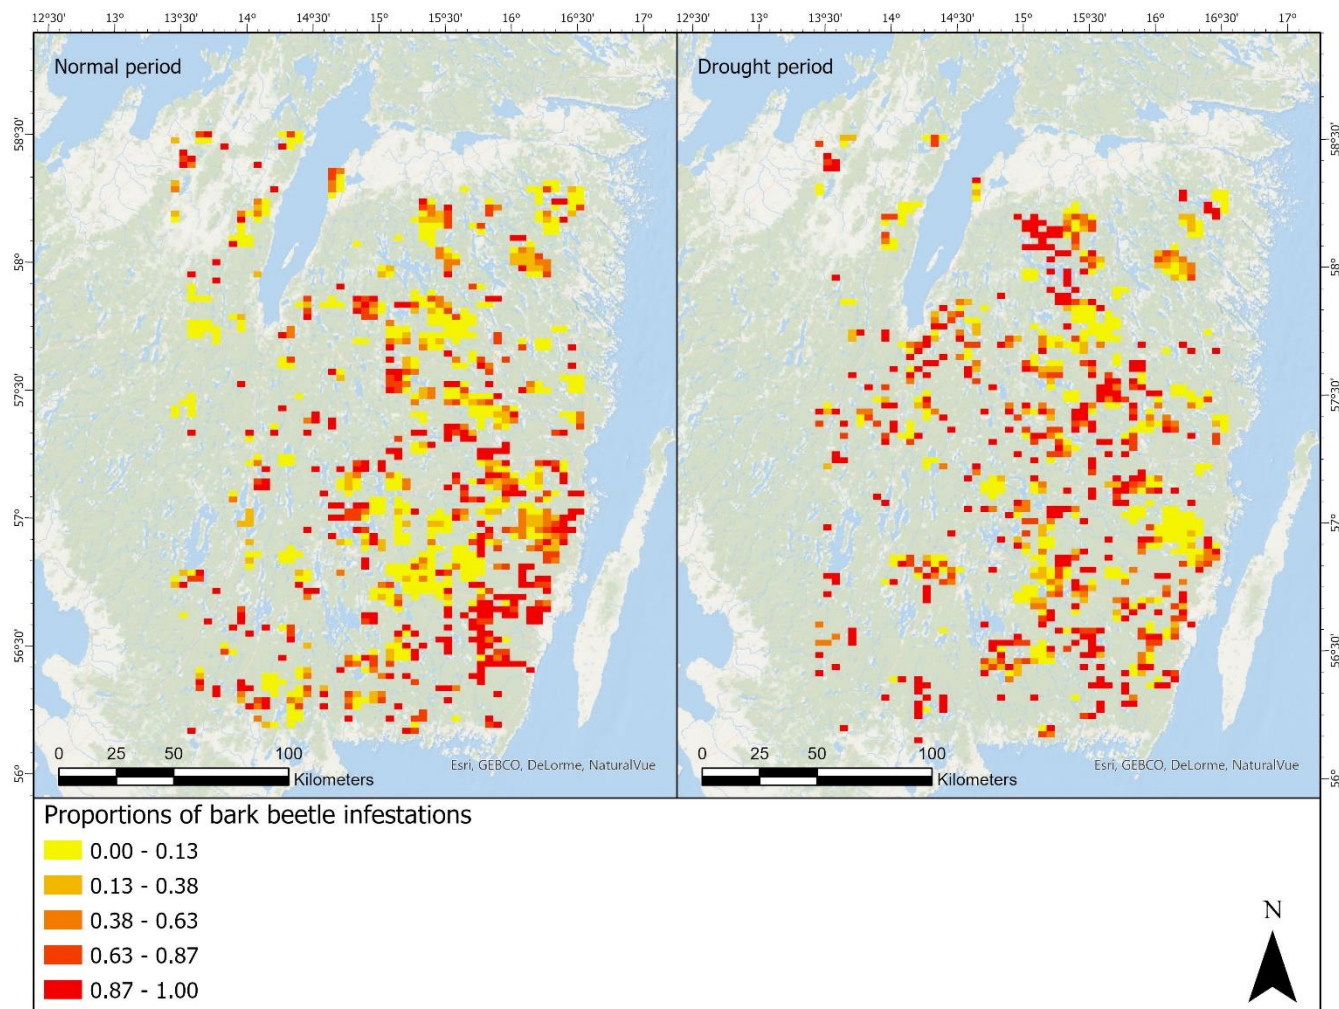 12°30' 13° 13°30' 14° 14°30' 15° 15°30' 16° 16°30' 17° 12°30' 13° 13°30' 14° 14°30' 15° 15°30' 16° 16°30' 17°
Normal period
Drought period
58°30'
58°
57°30'
57°
56°30'
56°
58°30'
58°
57°30'
57°
56°30'
56°
0 25 50 100
Kilometers
Esri, GEBCO, DeLorme, NaturalVue
0 25 50 100
Kilometers
Esri, GEBCO, DeLorme, NaturalVue
Proportions of bark beetle infestations
0.00 - 0.13
0.13 - 0.38
0.38 - 0.63
0.63 - 0.87
0.87 - 1.00
N